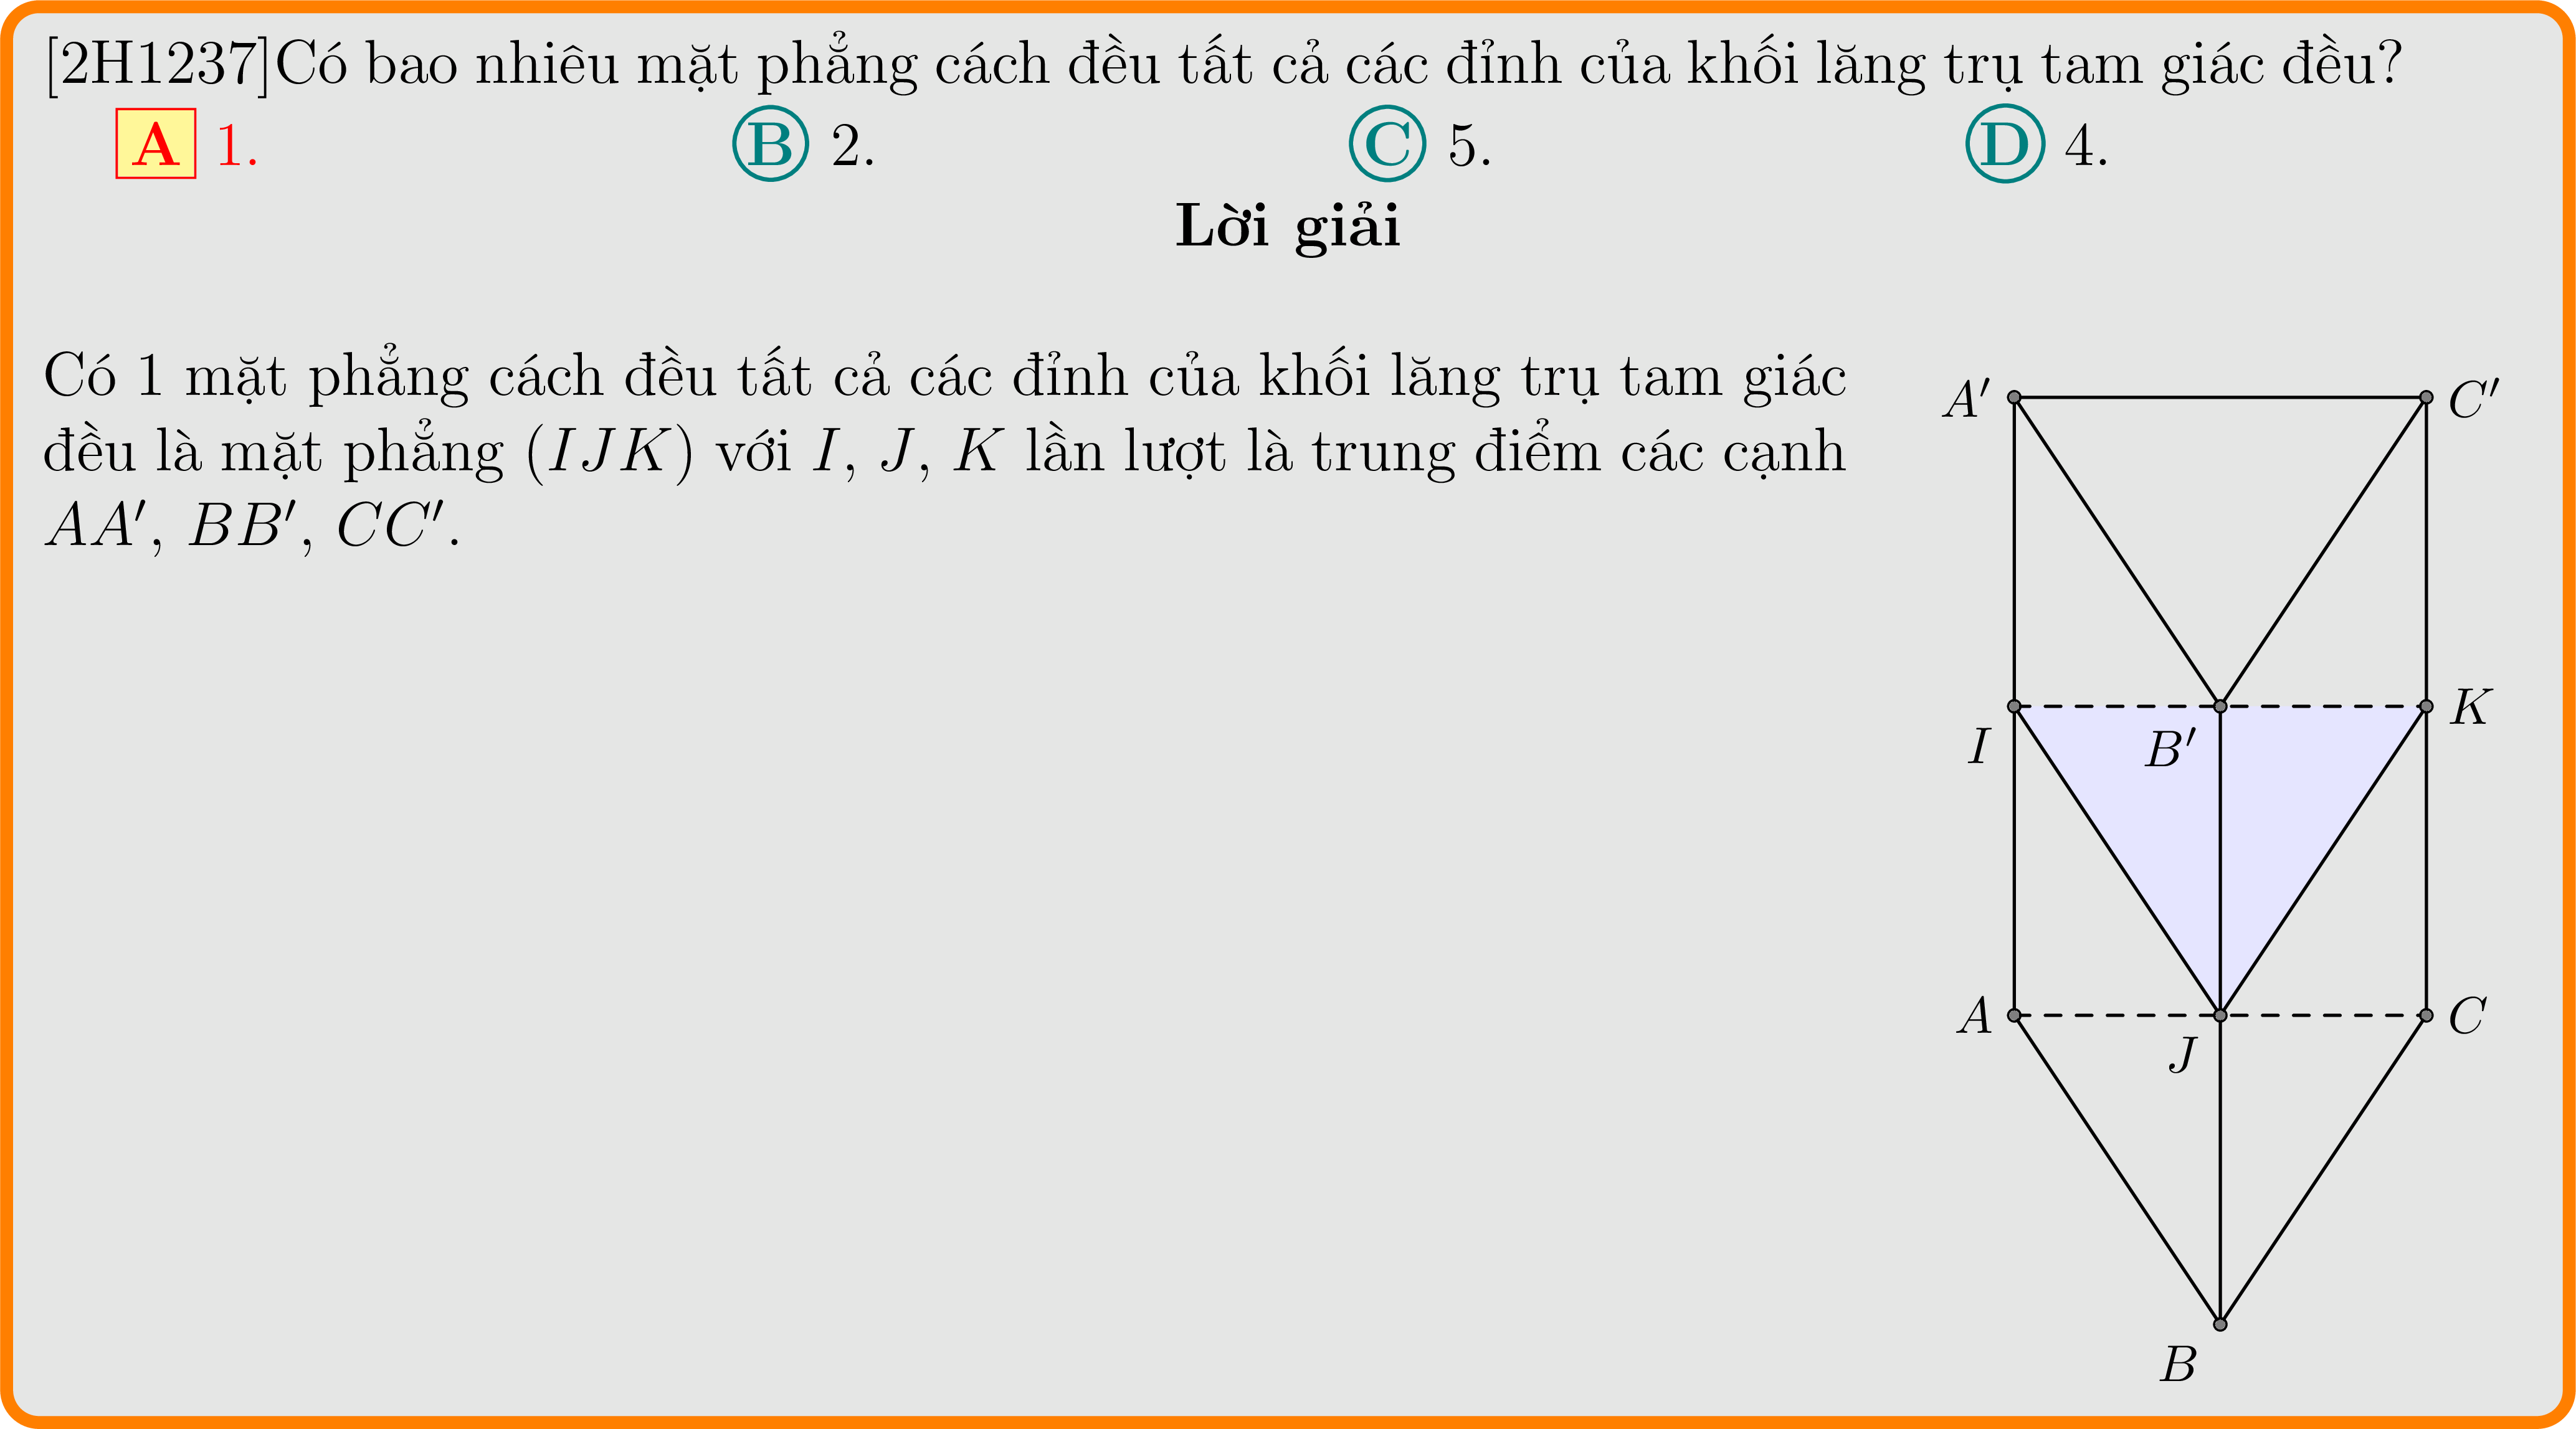 [2H1237]Có bao nhiêu mặt phẳng cách đều tất cả các đỉnh của khối lăng trụ tam giác đều?
A 1. B 2. C 5. D 4.
Lời giải
Có 1 mặt phẳng cách đều tất cả các đỉnh của khối lăng trụ tam giác
đều là mặt phẳng (IJK) với I, J, K lần lượt là trung điểm các cạnh
AA′, BB′, CC′.
A′ C′
K
I B′
A C
J
B